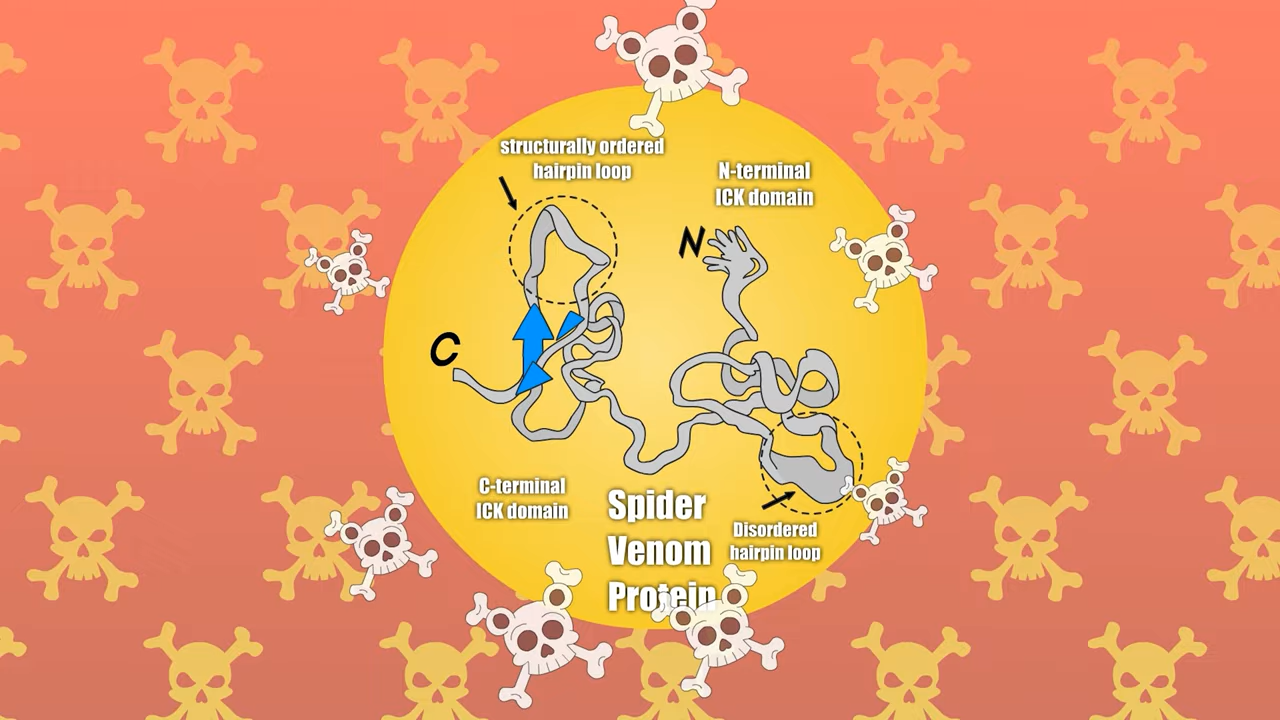 structurally ordered
hairpin loop
N-terminal
ICK domain
N
C
C-terminal
ICK domain
Spider
Venom
Protein
Disordered
hairpin loop